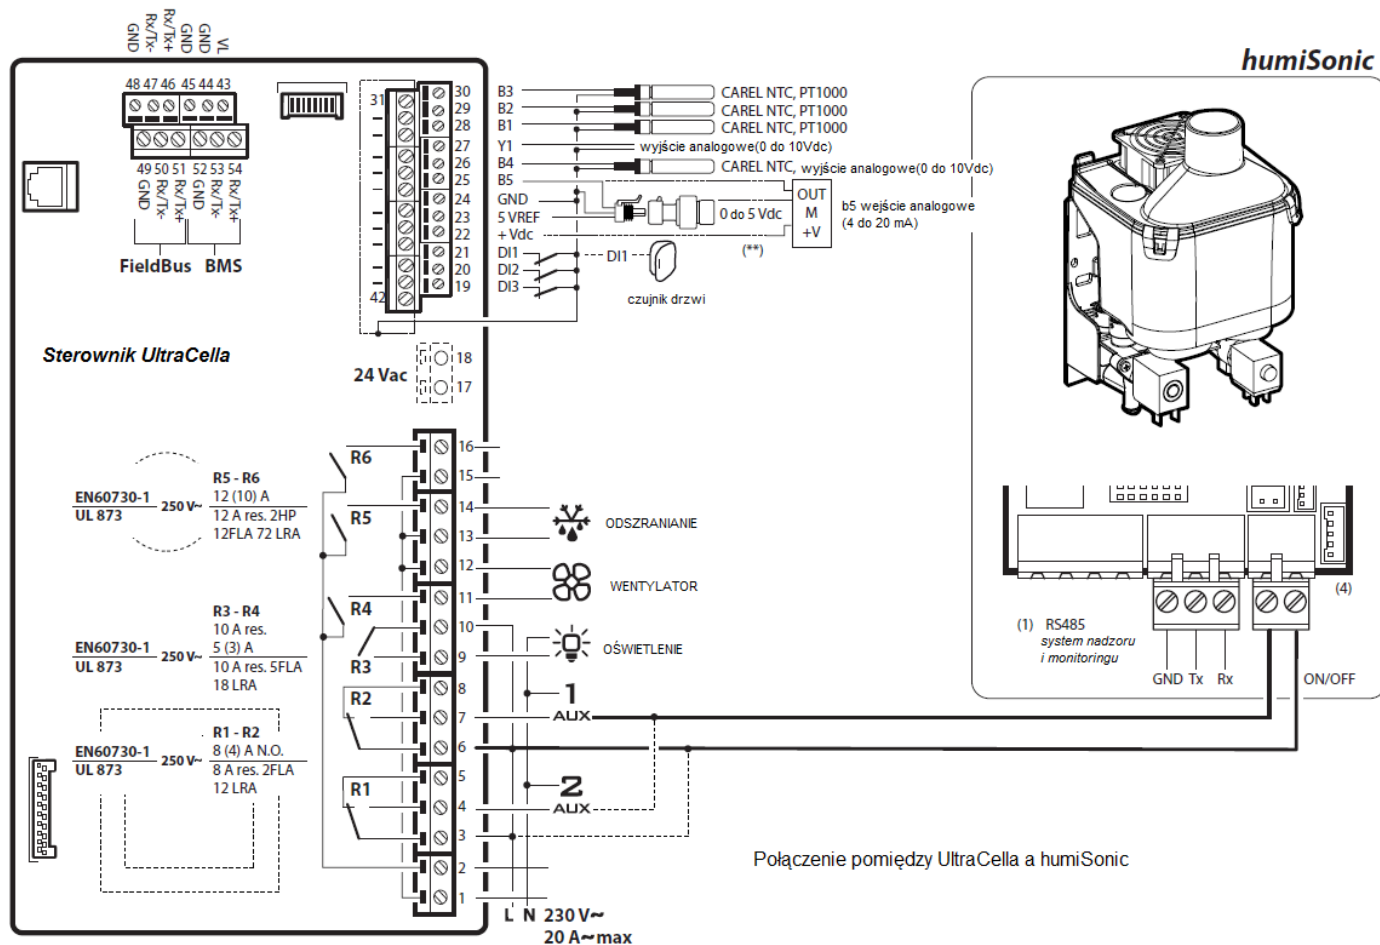 GND
Rx/Tx-
Rx/Tx+
GND
GND
VL
48 47 46 45 44 43
49 50 51 52 53 54
GND
Rx/Tx-
Rx/Tx+
GND
Rx/Tx-
Rx/Tx+
FieldBus BMS
Sterownik UltraCella
31
42
30 B3 CAREL NTC, PT1000
29 B2 CAREL NTC, PT1000
28 B1 CAREL NTC, PT1000
27 Y1 wyjście analogowe(0 do 10Vdc)
26 B4 CAREL NTC, wyjście analogowe(0 do 10Vdc)
25 B5
24 GND
23 5 VREF 0 do 5 Vdc
22 + Vdc (**)
21 DI1 DI1
20 DI2
19 DI3
OUT
M
+V
b5 wejście analogowe
(4 do 20 mA)
czujnik drzwi
24 Vac
18
17
R6 16
15
R5 14
13 ODSZRANIANIE
12
WENTYLATOR
R4 11
10
R3 9 OŚWIETLENIE
8
R2 7 1
AUX
6
5
R1 4 2
AUX
3
2
1
L N 230 V~
20 A~ max
EN60730-1
UL 873
250 V~
R5 - R6
12 (10) A
12 A res. 2HP
12FLA 72 LRA
EN60730-1
UL 873
250 V~
R3 - R4
10 A res.
5 (3) A
10 A res. 5FLA
18 LRA
EN60730-1
UL 873
250 V~
R1 - R2
8 (4) A N.O.
8 A res. 2FLA
12 LRA
humiSonic
(4)
(1) RS485
system nadzoru
i monitoringu
GND Tx Rx ON/OFF
Połączenie pomiędzy UltraCella a humiSonic